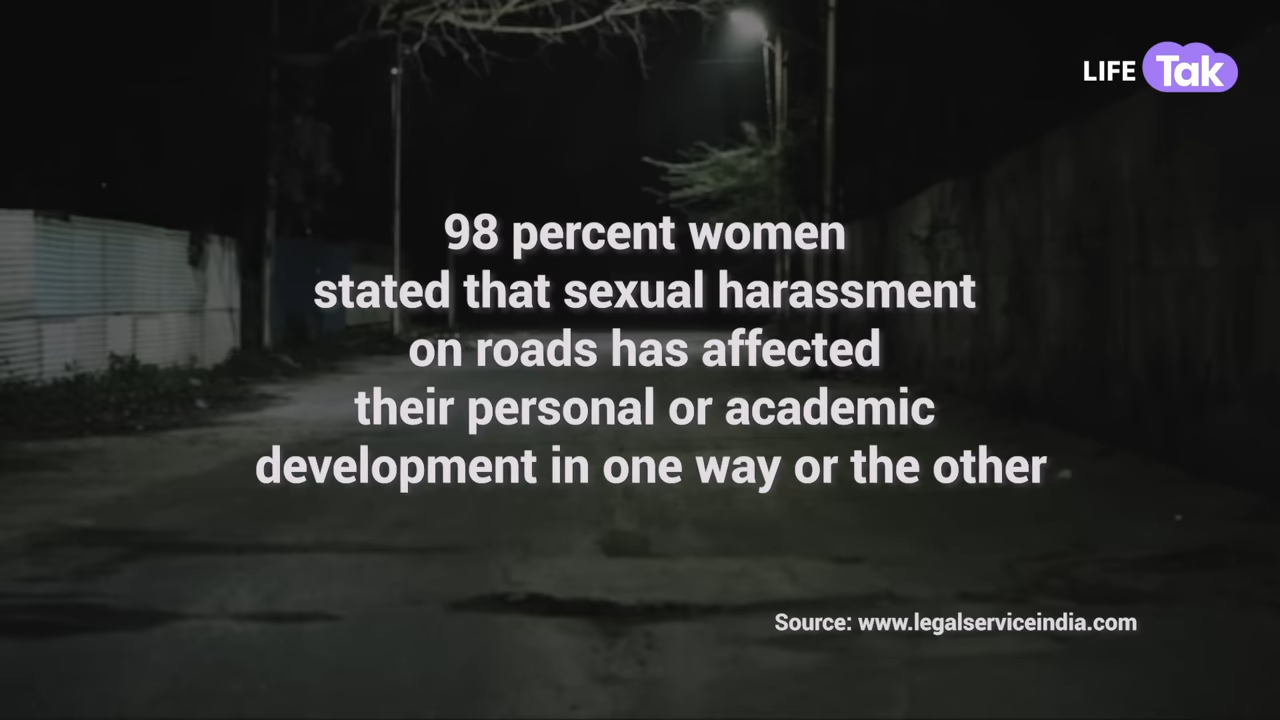 LIFE Tak
98 percent women
stated that sexual harassment
on roads has affected
their personal or academic
development in one way or the other
Source: www.legalserviceindia.com